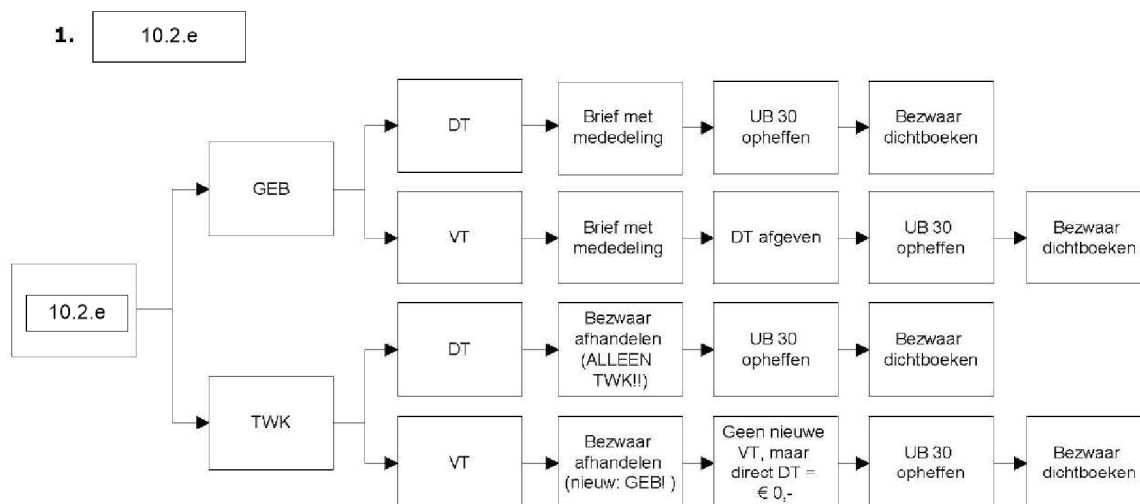 1. 10.2.e
10.2.e
GEB
DT
Brief met
mededeling
UB 30
opheffen
Bezwaar
dichtboeken
VT
Brief met
mededeling
DT afgeven
UB 30
opheffen
Bezwaar
dichtboeken
TWK
DT
Bezwaar
afhandelen
(ALLEEN
TWK!!)
UB 30
opheffen
Bezwaar
dichtboeken
VT
Bezwaar
afhandelen
(nieuw: GEB! )
Geen nieuwe
VT, maar
direct DT =
€ 0,-
UB 30
opheffen
Bezwaar
dichtboeken